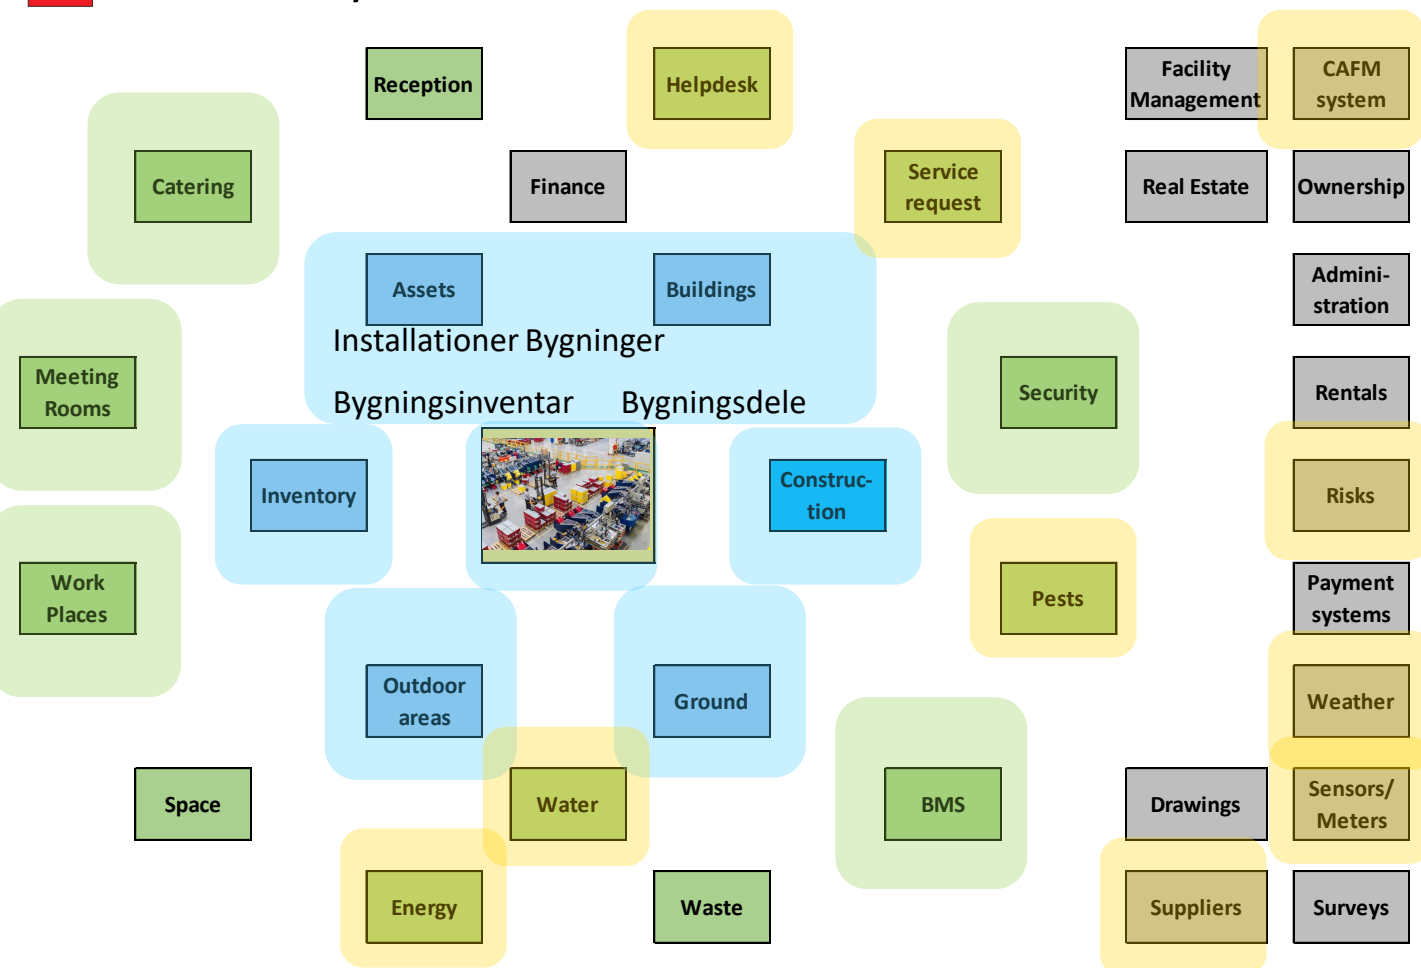 Reception
Helpdesk
Facility
Management
CAFM
system
Catering
Finance
Service
request
Real Estate
Ownership
Assets
Buildings
Admini-
stration
Installationer Bygninger
Meeting
Rooms
Security
Rentals
Bygningsinventar Bygningsdele
Inventory
Construc-
tion
Risks
Work
Places
Pests
Payment
systems
Outdoor
areas
Ground
Weather
Space
Water
BMS
Drawings
Sensors/
Meters
Energy
Waste
Suppliers
Surveys